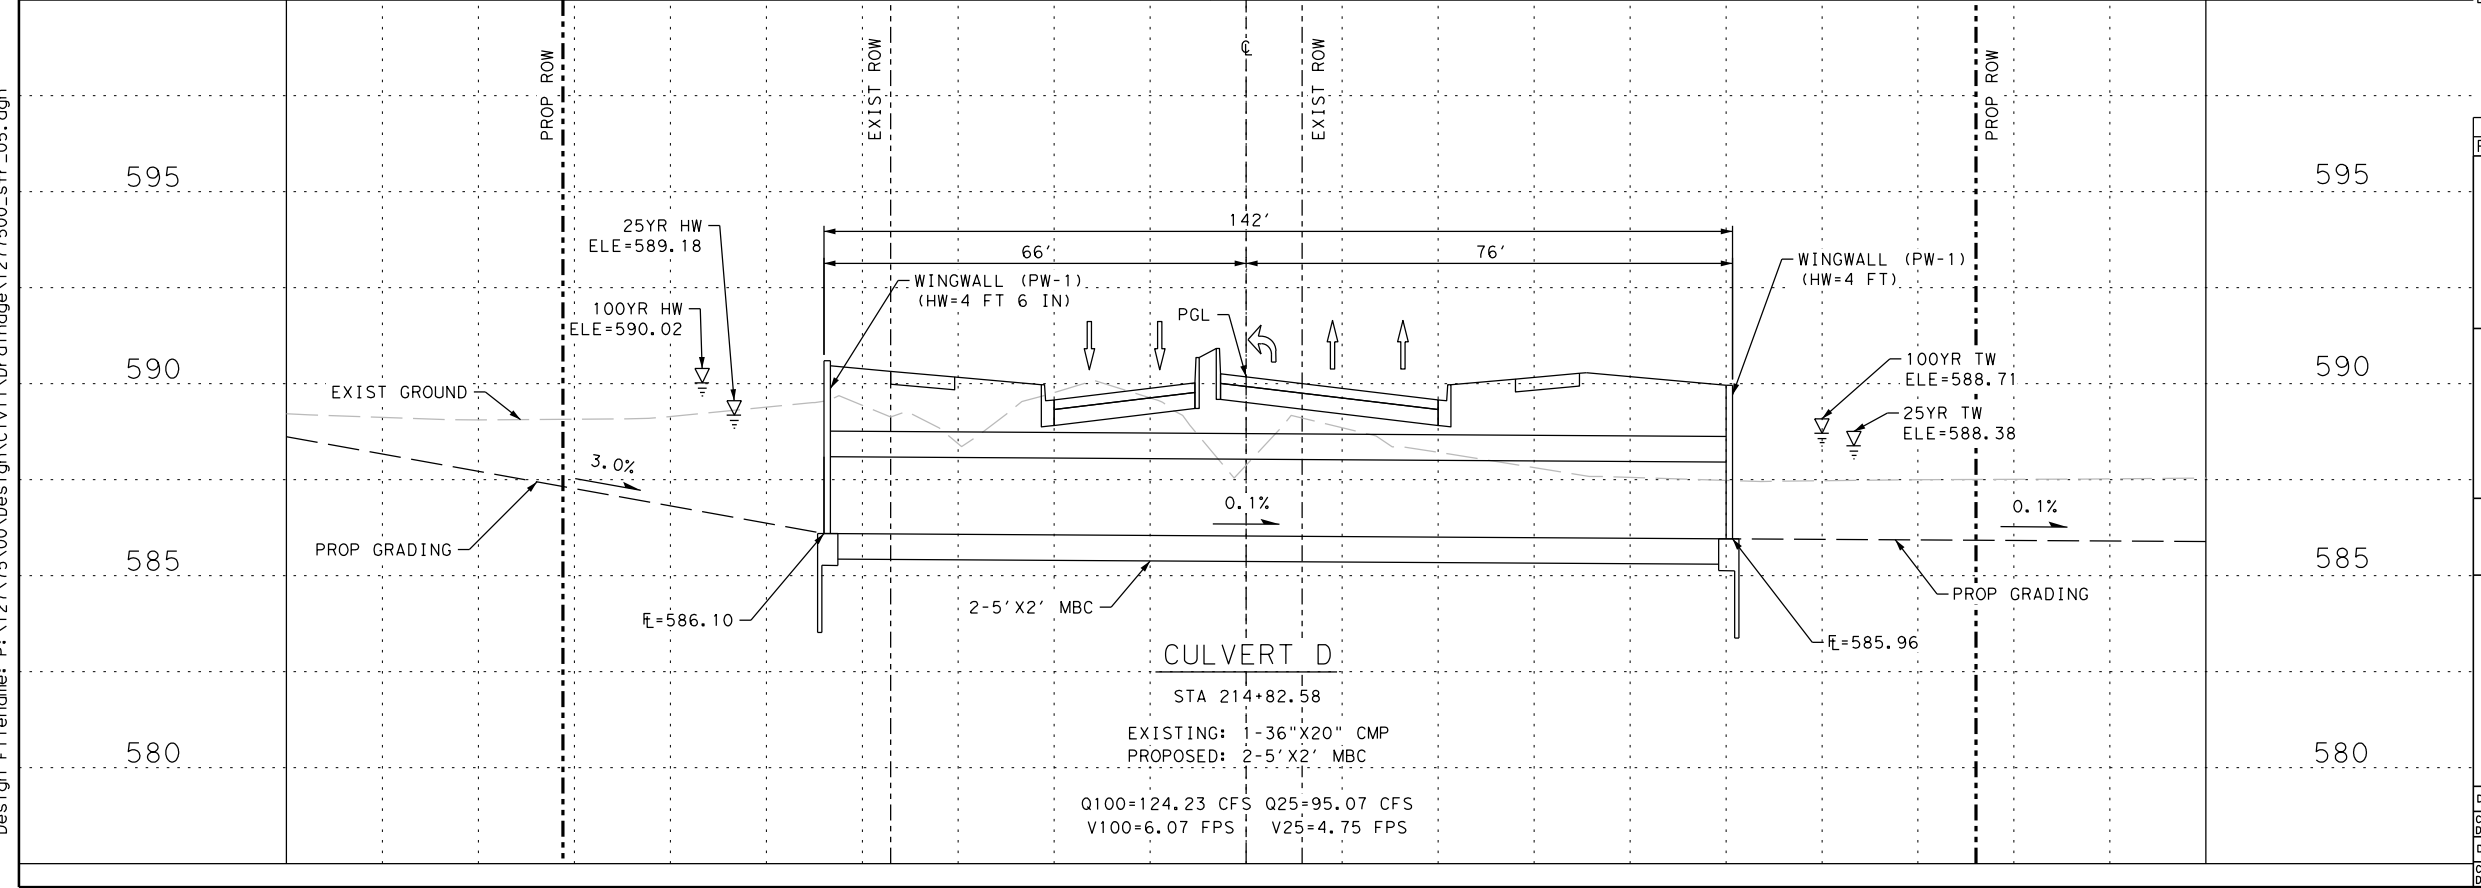 PROP ROW
EXIST ROW
℄
EXIST ROW
PROP ROW
595
595
142'
66'
76'
25YR HW
ELE=589.18
100YR HW
ELE=590.02
WINGWALL (PW-1)
(HW=4 FT 6 IN)
PGL
WINGWALL (PW-1)
(HW=4 FT)
590
590
EXIST GROUND
100YR TW
ELE=588.71
25YR TW
ELE=588.38
3.0%
0.1%
0.1%
PROP GRADING
585
585
2-5'X2' MBC
PROP GRADING
FL=586.10
FL=585.96
CULVERT D
STA 214+82.58
EXISTING: 1-36"X20" CMP
PROPOSED: 2-5'X2' MBC
580
580
Q100=124.23 CFS Q25=95.07 CFS
V100=6.07 FPS V25=4.75 FPS